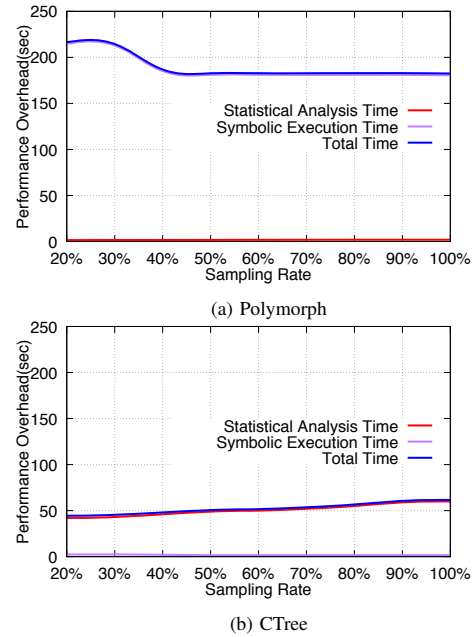 250
200
150
100
50
0
Performance Overhead(sec)
Statistical Analysis Time
Symbolic Execution Time
Total Time
20% 30% 40% 50% 60% 70% 80% 90% 100%
Sampling Rate
(a) Polymorph
250
200
150
100
50
0
Performance Overhead(sec)
Statistical Analysis Time
Symbolic Execution Time
Total Time
20% 30% 40% 50% 60% 70% 80% 90% 100%
Sampling Rate
(b) CTree